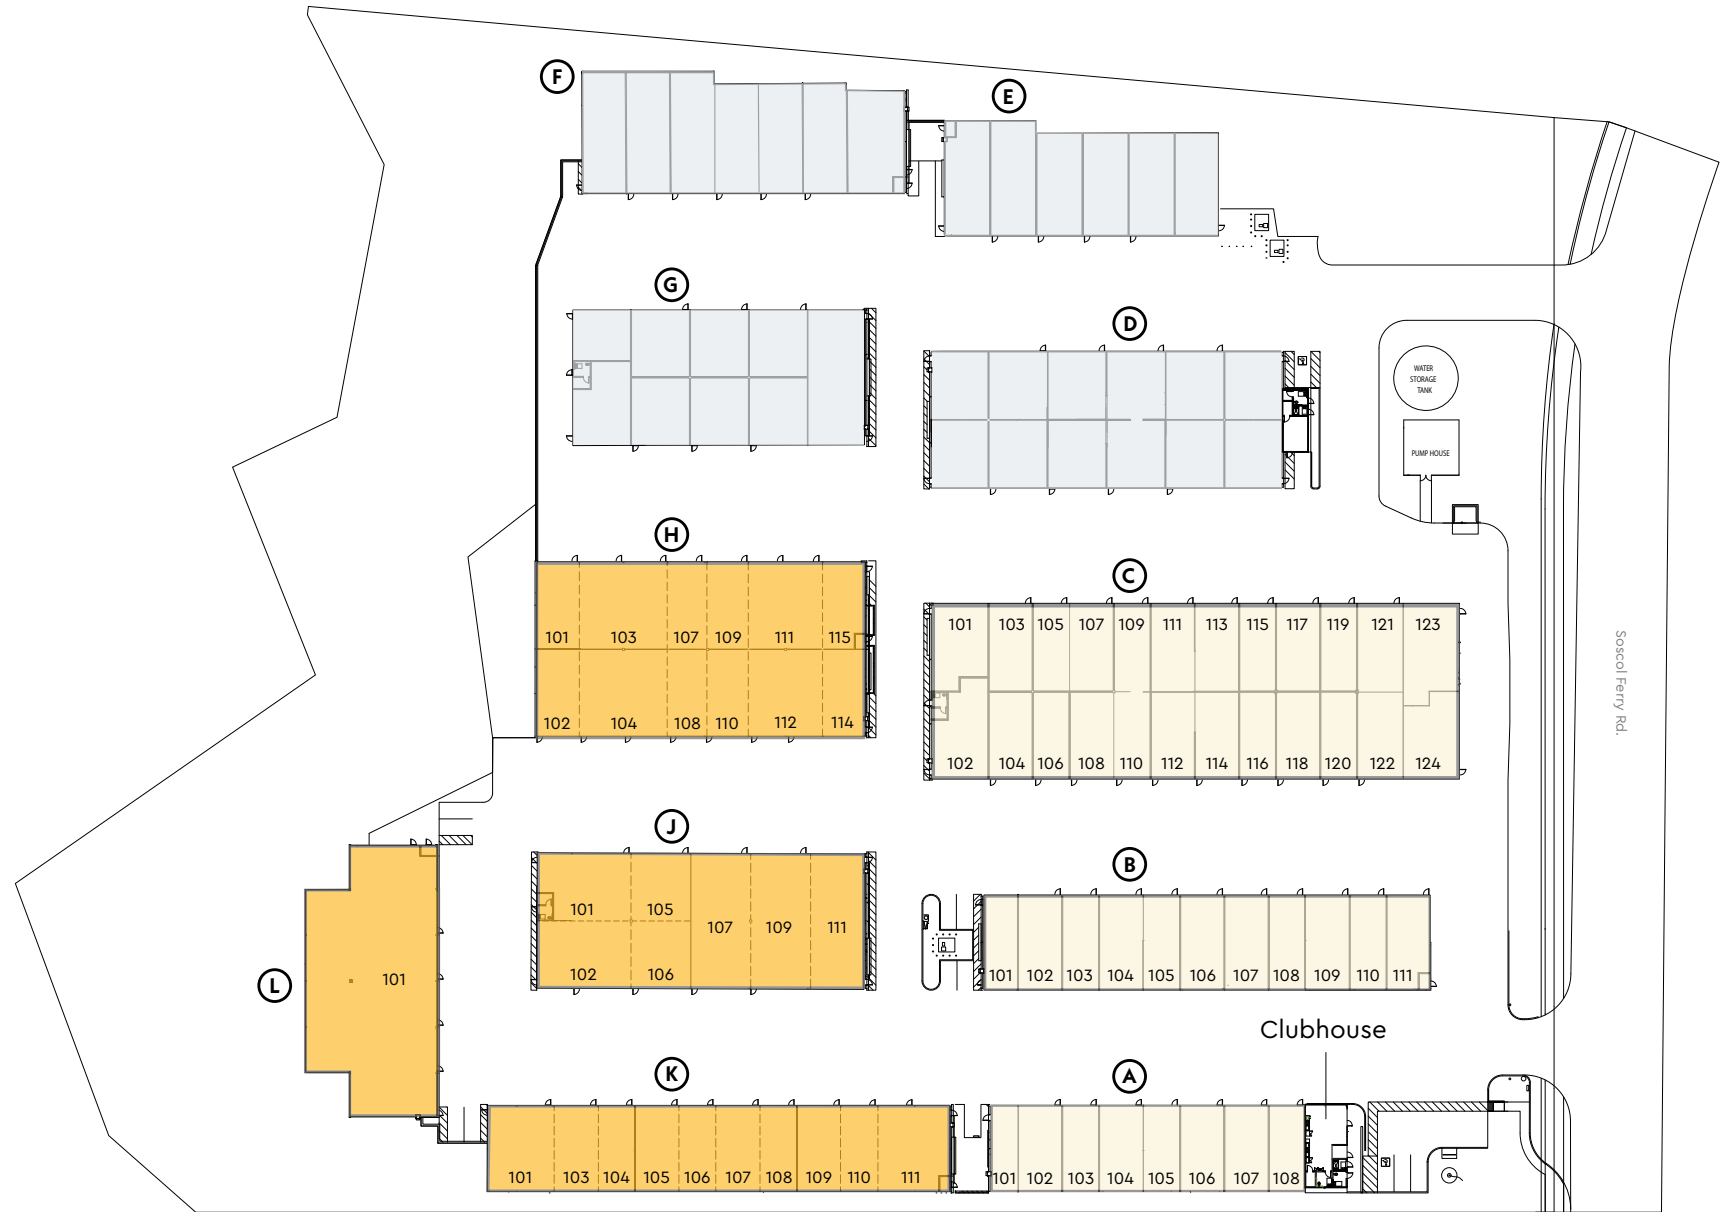 F
E
G
D
WATER
STORAGE
TANK
PUMP HOUSE
H
101 103 107 109 111 115
102 104 108 110 112 114
C
101 103 105 107 109 111 113 115 117 119 121 123
102 104 106 108 110 112 114 116 118 120 122 124
Soscol Ferry Rd.
J
101 105
107 109 111
102 106
B
101 102 103 104 105 106 107 108 109 110 111
L
101
Clubhouse
K
101 103 104 105 106 107 108 109 110 111
A
101 102 103 104 105 106 107 108